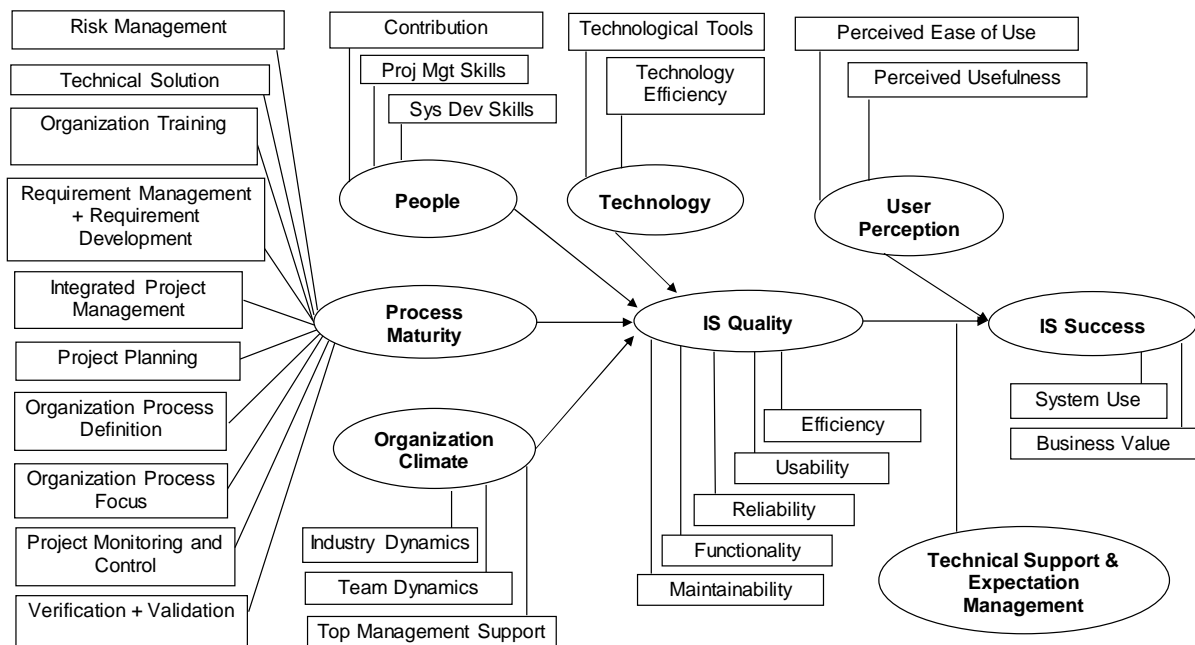 Risk Management
Technical Solution
Organization Training
Requirement Management
+ Requirement
Development
Integrated Project
Management
Project Planning
Organization Process
Definition
Organization Process
Focus
Project Monitoring and
Control
Verification + Validation
Contribution
Proj Mgt Skills
Sys Dev Skills
People
Process
Maturity
Organization
Climate
Industry Dynamics
Team Dynamics
Top Management Support
Technological Tools
Technology
Efficiency
Technology
IS Quality
Efficiency
Usability
Reliability
Functionality
Maintainability
Perceived Ease of Use
Perceived Usefulness
User
Perception
IS Success
System Use
Business Value
Technical Support &
Expectation
Management